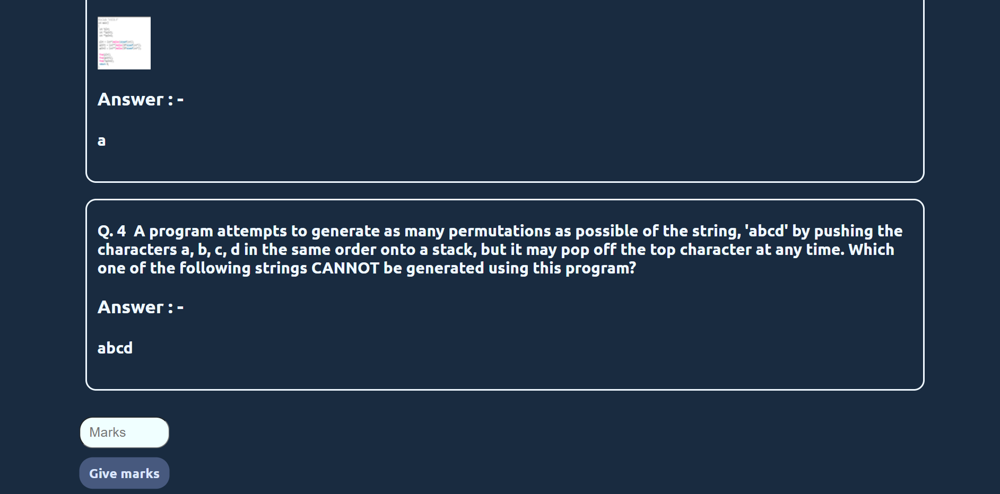 int main()
Answer : -
a
Q. 4 A program attempts to generate as many permutations as possible of the string, 'abcd' by pushing the
characters a, b, c, d in the same order onto a stack, but it may pop off the top character at any time. Which
one of the following strings CANNOT be generated using this program?
Answer : -
abcd
Marks
Give marks